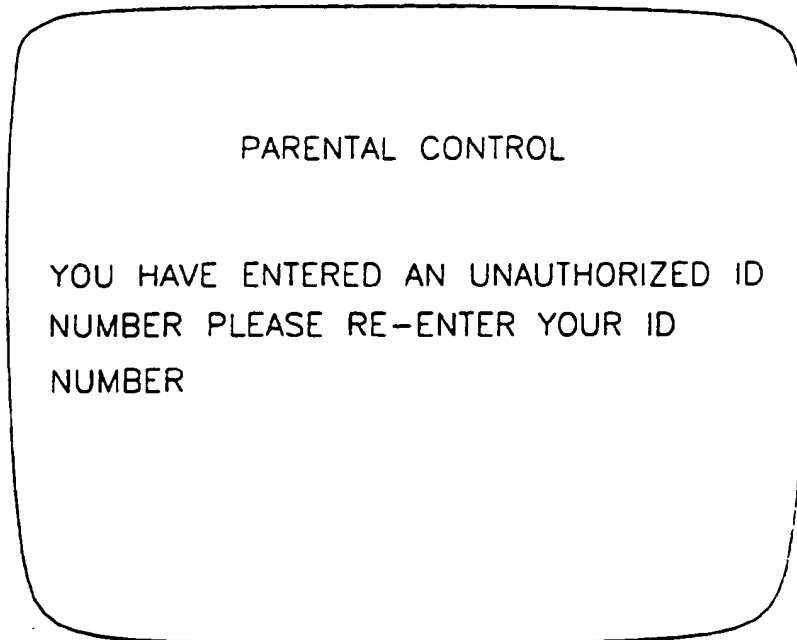 PARENTAL CONTROL
YOU HAVE ENTERED AN UNAUTHORIZED ID
NUMBER PLEASE RE-ENTER YOUR ID
NUMBER